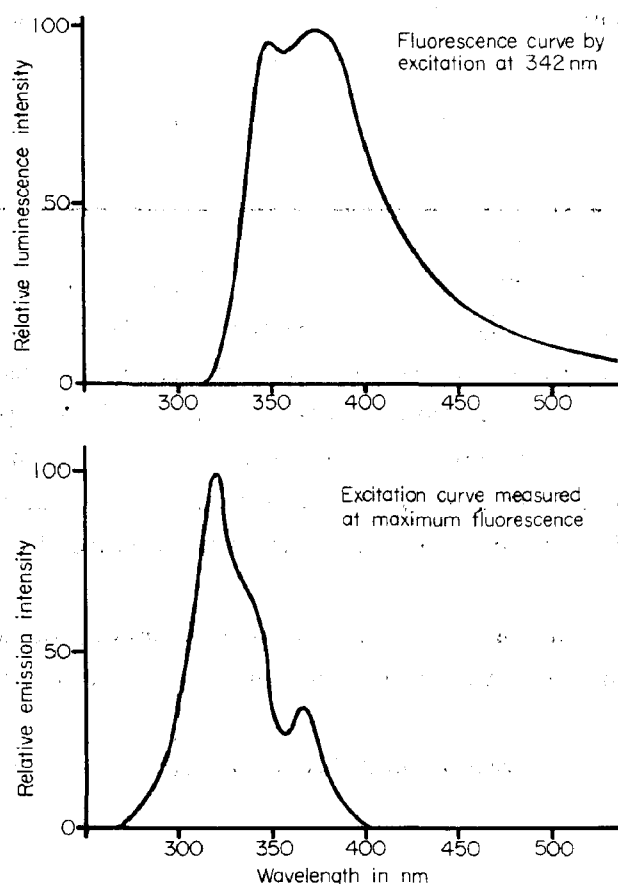 100
Fluorescence curve by
excitation at 342 nm
50
0
Relative luminescence intensity
300 350 400 450 500
100
Excitation curve measured
at maximum fluorescence
50
0
Relative emission intensity
300 350 400 450 500
Wavelength in nm